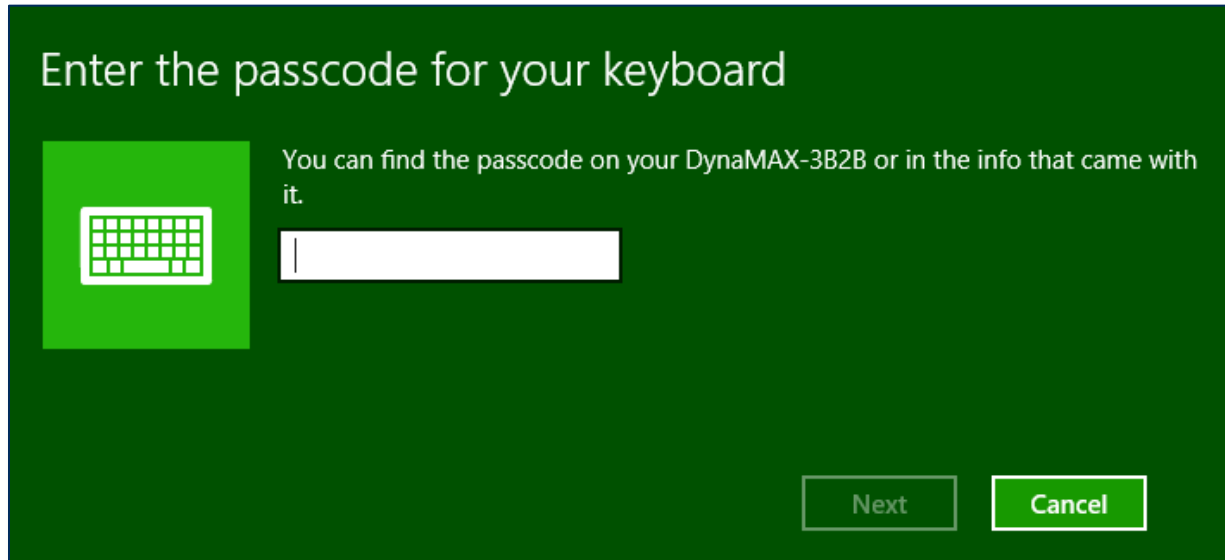 Enter the passcode for your keyboard
You can find the passcode on your DynaMAX-3B2B or in the info that came with
it.
Next
Cancel